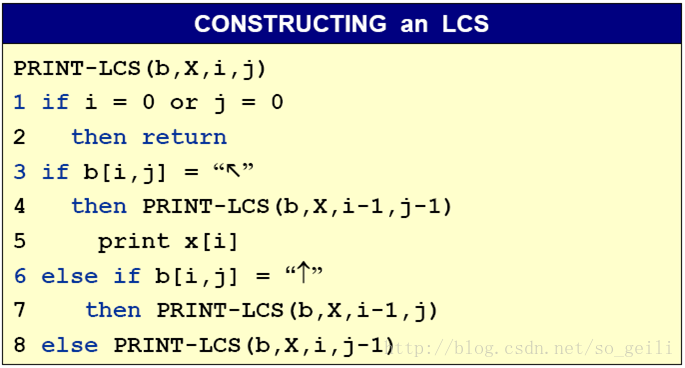 CONSTRUCTING an LCS
PRINT-LCS(b,X,i,j)
1 if i = 0 or j = 0
2   then return
3 if b[i,j] = “↖”
4   then PRINT-LCS(b,X,i-1,j-1)
5     print x[i]
6 else if b[i,j] = “↑”
7    then PRINT-LCS(b,X,i-1,j)
8 else PRINT-LCS(b,X,i,j-1)
http://blog.csdn.net/so_geili